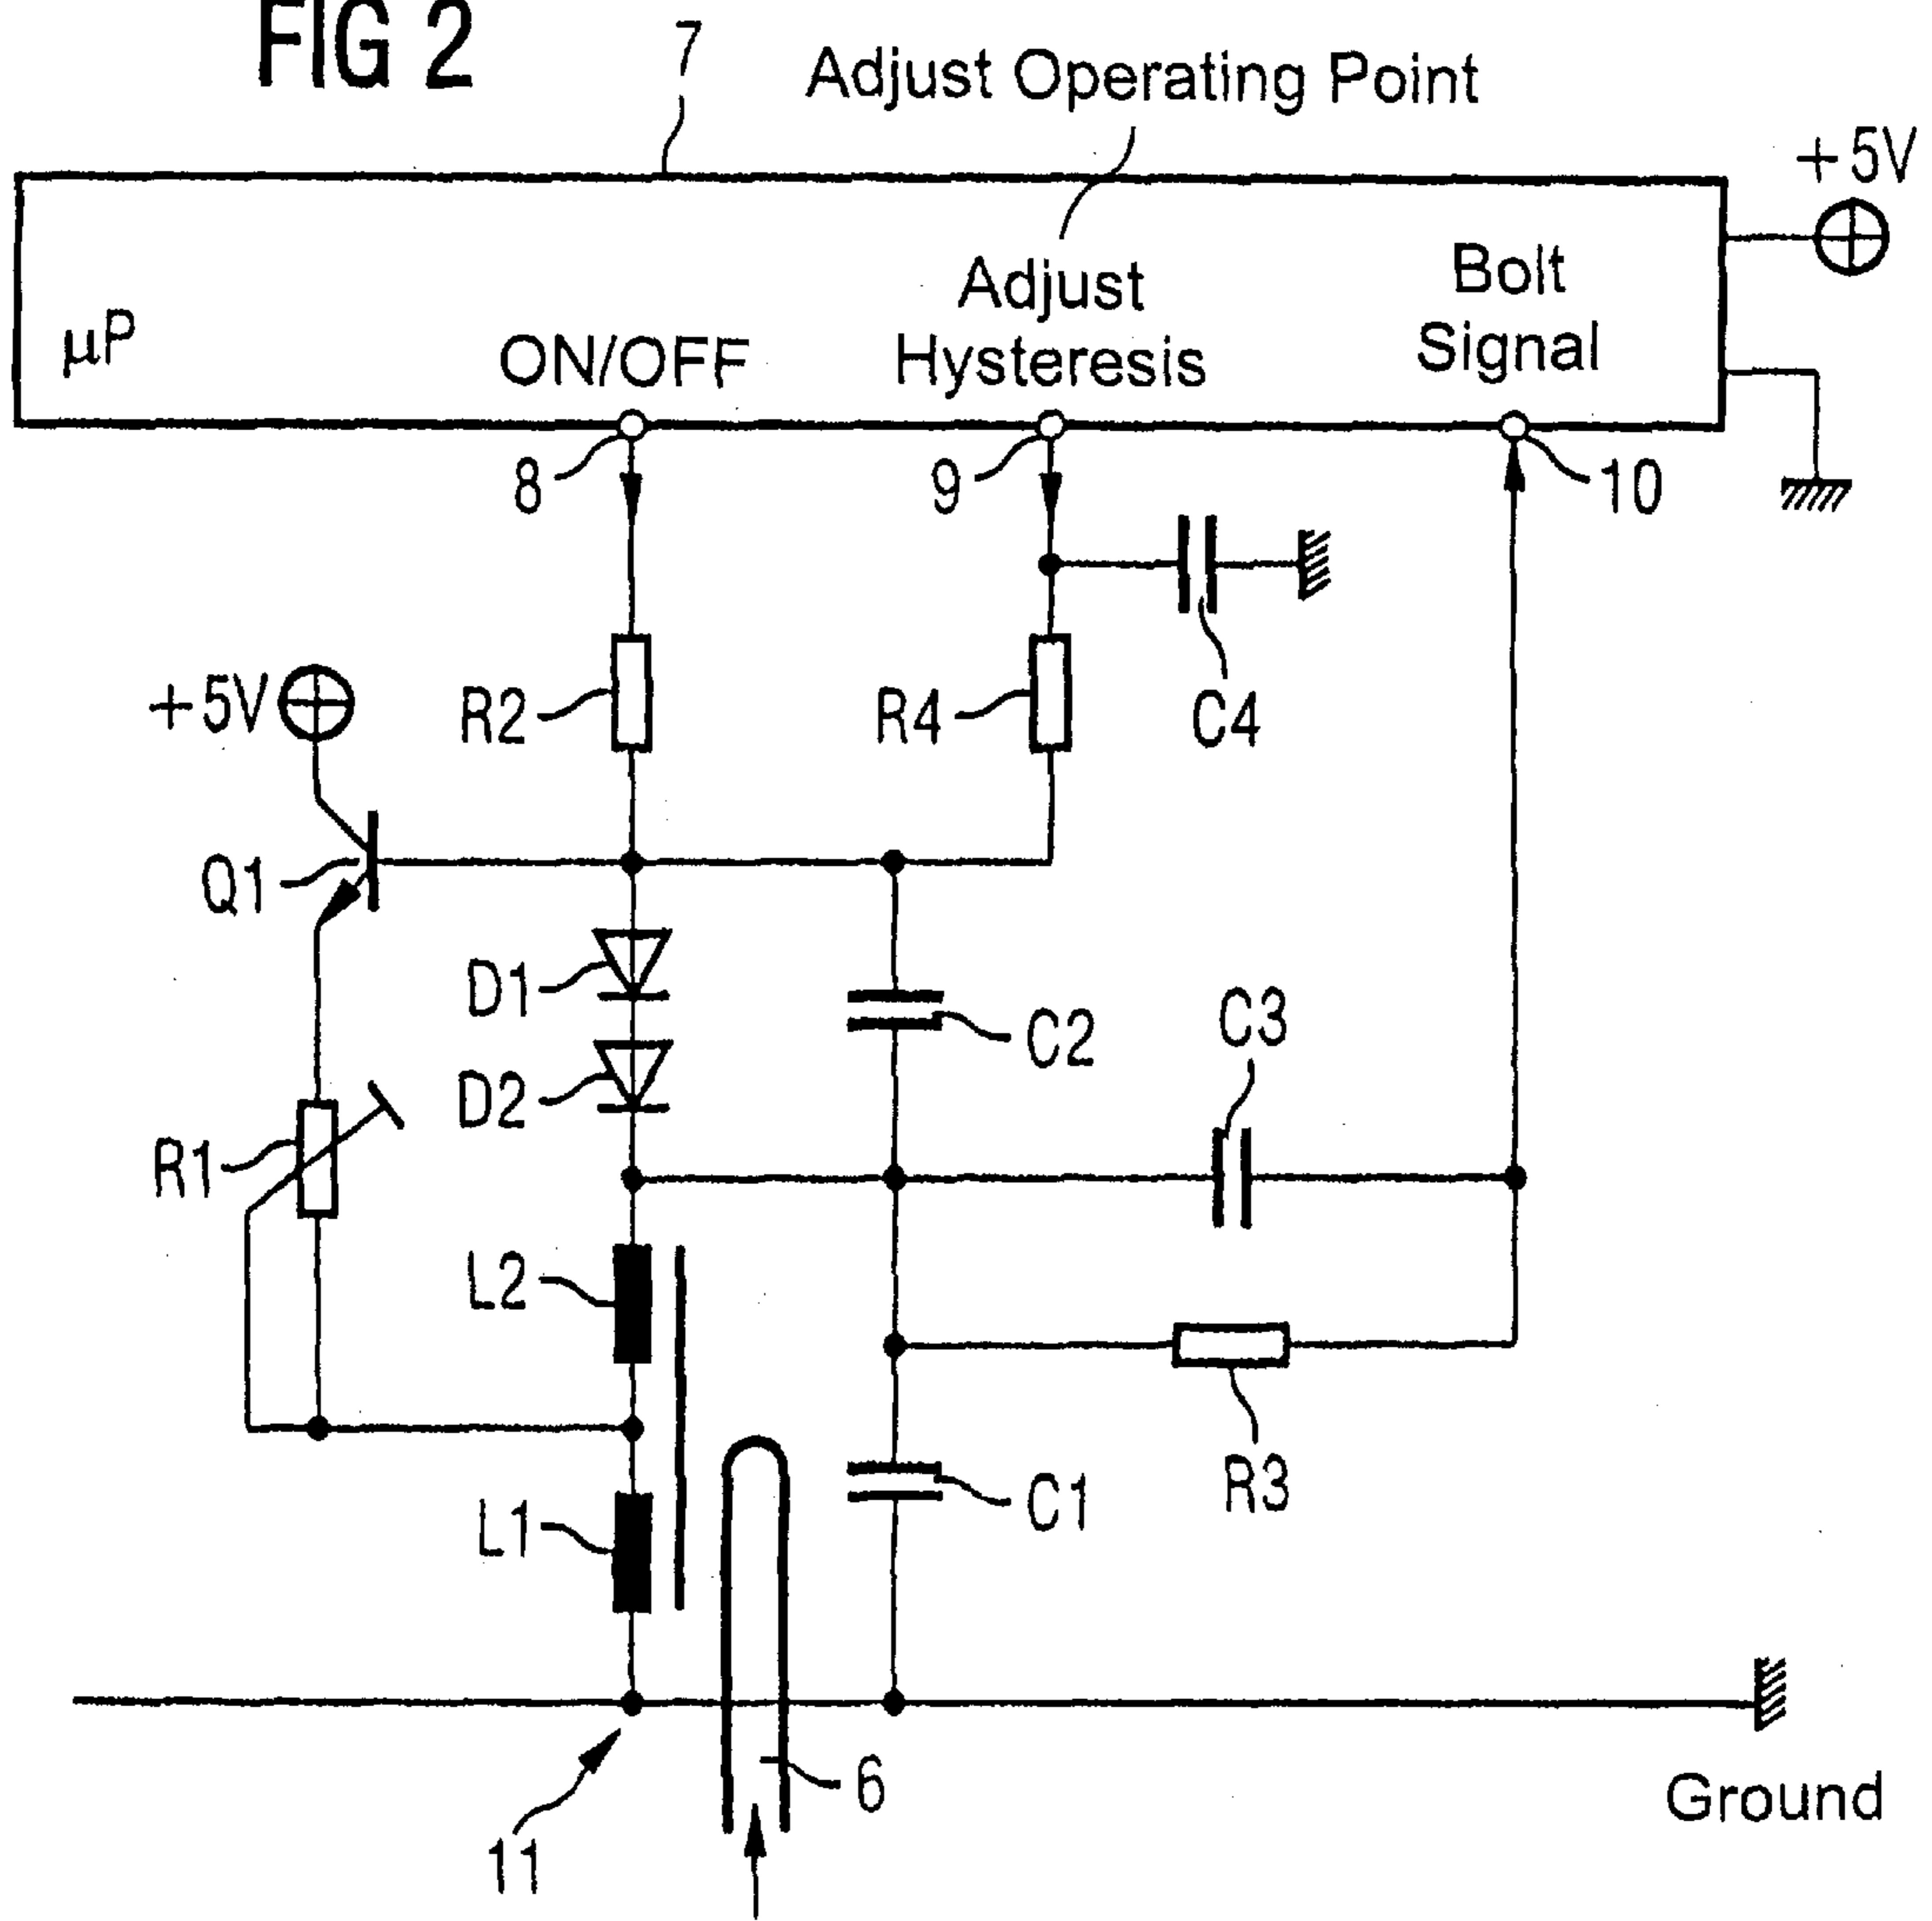 FIG 2
7
Adjust Operating Point
+5V
µP
ON/OFF
Adjust
Hysteresis
Bolt
Signal
8
9
10
+5V
R2
R4
C4
Q1
D1
C2
C3
D2
R1
L2
L1
C1
R3
6
Ground
11